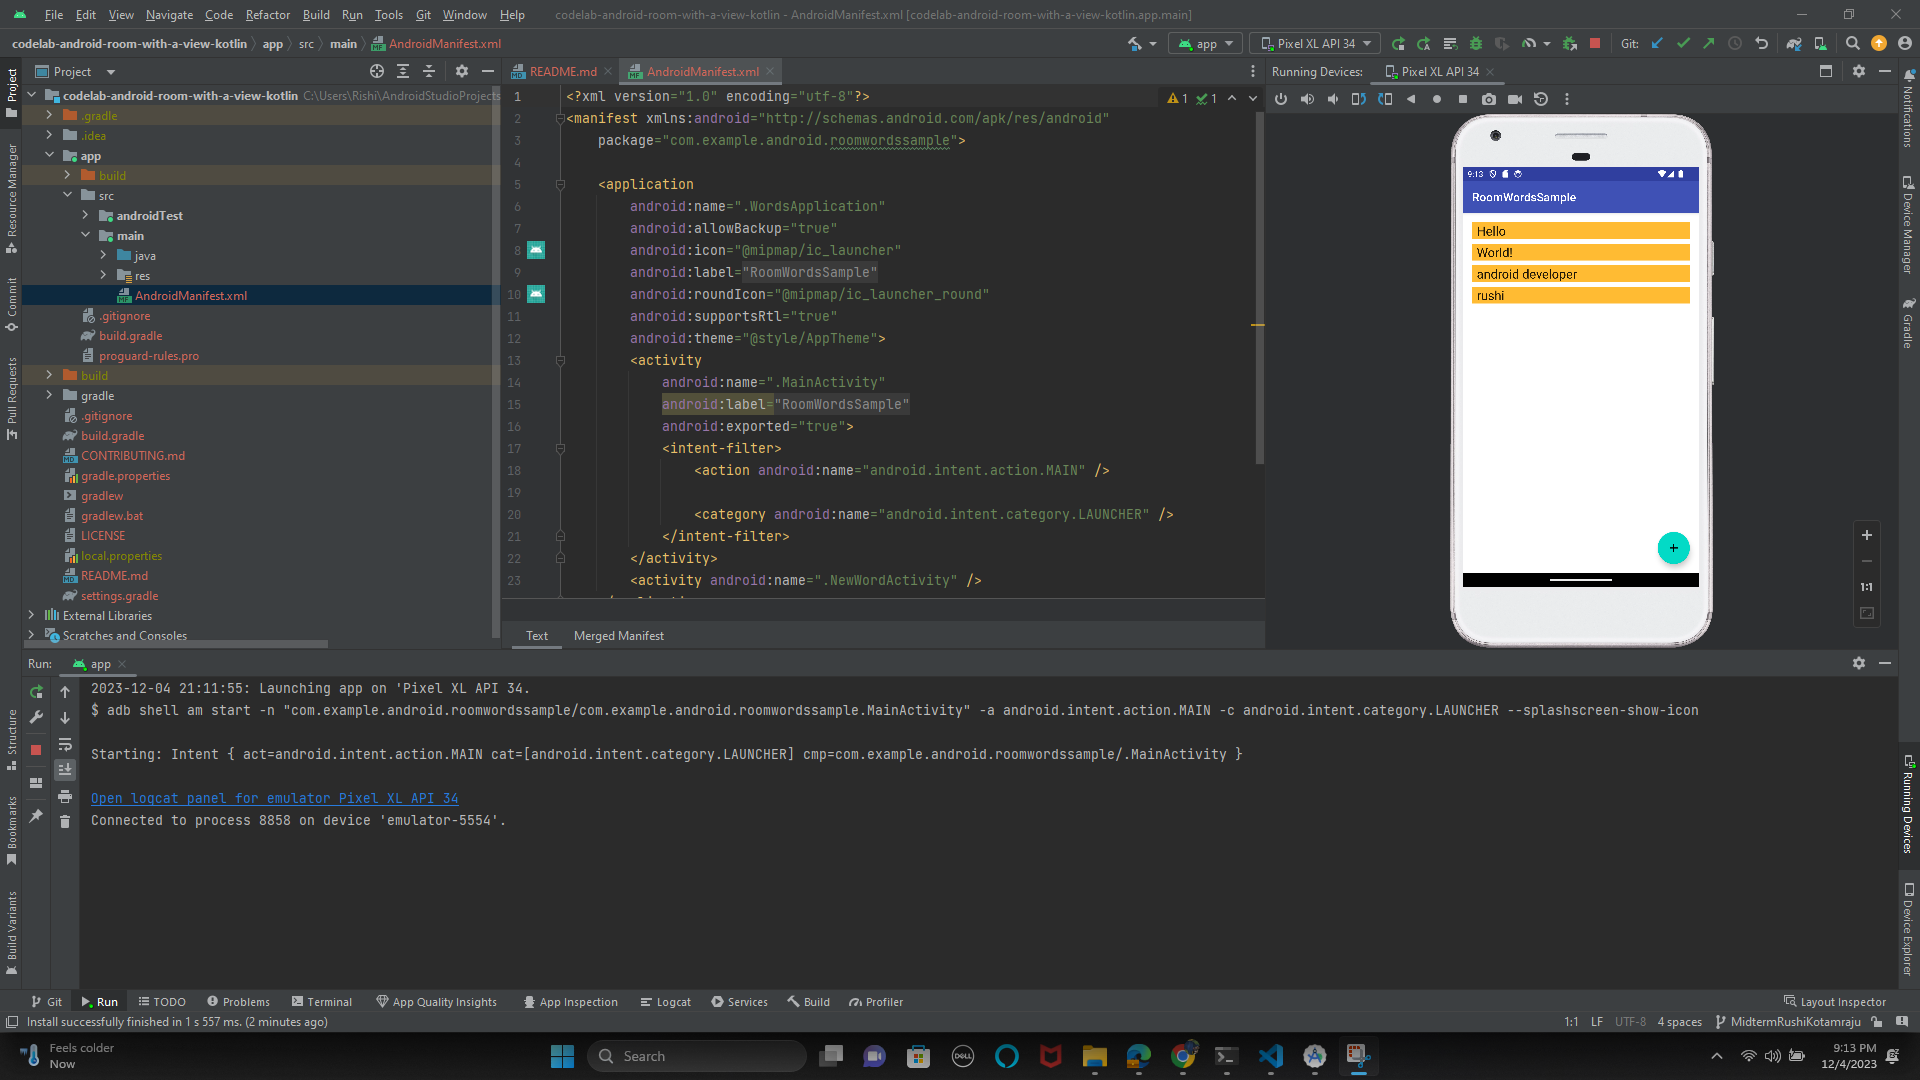 File Edit View Navigate Code Refactor Build Run Tools Git Window Help codelab-android-room-with-a-view-kotlin - AndroidManifest.xml [codelab-android-room-with-a-view-kotlin.app.main]
codelab-android-room-with-a-view-kotlin app src main AndroidManifest.xml app Pixel XL API 34 Git:
Project
README.md AndroidManifest.xml
Running Devices: Pixel XL API 34
codelab-android-room-with-a-view-kotlin C:\Users\Rishi\AndroidStudioProjects
.gradle
.idea
app
build
src
androidTest
main
java
res
AndroidManifest.xml
.gitignore
build.gradle
proguard-rules.pro
build
gradle
.gitignore
build.gradle
CONTRIBUTING.md
gradle.properties
gradlew
gradlew.bat
LICENSE
local.properties
README.md
settings.gradle
External Libraries
Scratches and Consoles
1 <?xml version="1.0" encoding="utf-8"?>
2 <manifest xmlns:android="http://schemas.android.com/apk/res/android"
3 package="com.example.android.roomwordssample">
4
5 <application
6 android:name=".WordsApplication"
7 android:allowBackup="true"
8 android:icon="@mipmap/ic_launcher"
9 android:label="RoomWordsSample"
10 android:roundIcon="@mipmap/ic_launcher_round"
11 android:supportsRtl="true"
12 android:theme="@style/AppTheme">
13 <activity
14 android:name=".MainActivity"
15 android:label="RoomWordsSample"
16 android:exported="true">
17 <intent-filter>
18 <action android:name="android.intent.action.MAIN" />
19
20 <category android:name="android.intent.category.LAUNCHER" />
21 </intent-filter>
22 </activity>
23 <activity android:name=".NewWordActivity" />
1 1
Text Merged Manifest
9:13
RoomWordsSample
Hello
World!
android developer
rushi
+
1:1
Project
Resource Manager
Commit
Pull Requests
Structure
Bookmarks
Build Variants
Notifications
Device Manager
Gradle
Running Devices
Device Explorer
Run: app
2023-12-04 21:11:55: Launching app on 'Pixel XL API 34.
$ adb shell am start -n "com.example.android.roomwordssample/com.example.android.roomwordssample.MainActivity" -a android.intent.action.MAIN -c android.intent.category.LAUNCHER --splashscreen-show-icon
Starting: Intent { act=android.intent.action.MAIN cat=[android.intent.category.LAUNCHER] cmp=com.example.android.roomwordssample/.MainActivity }
Open logcat panel for emulator Pixel XL API 34
Connected to process 8858 on device 'emulator-5554'.
Git Run TODO Problems Terminal App Quality Insights App Inspection Logcat Services Build Profiler Layout Inspector
Install successfully finished in 1 s 557 ms. (2 minutes ago) 1:1 LF UTF-8 4 spaces MidtermRushiKotamraju
Feels colder
Now
Search
DELL
9:13 PM
12/4/2023